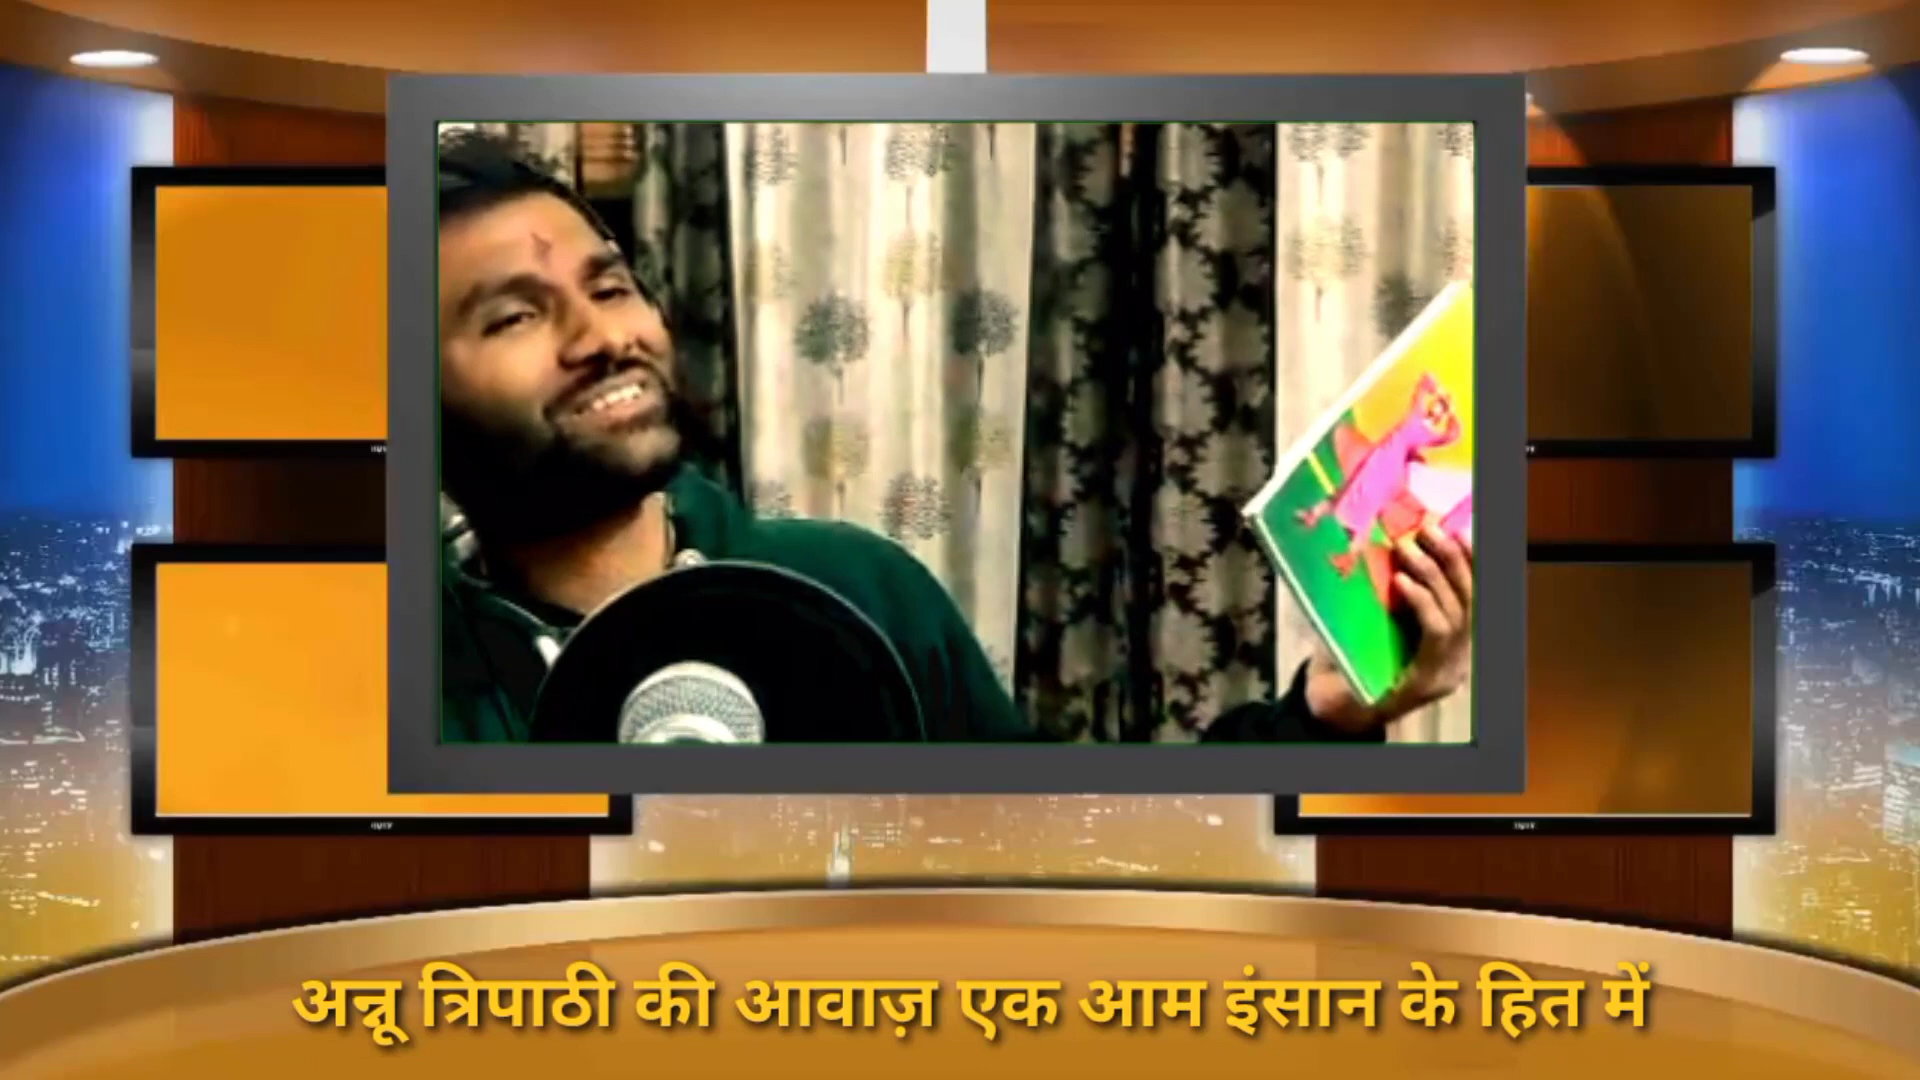 अन्नू त्रिपाठी की आवाज़ एक आम इंसान के हित में